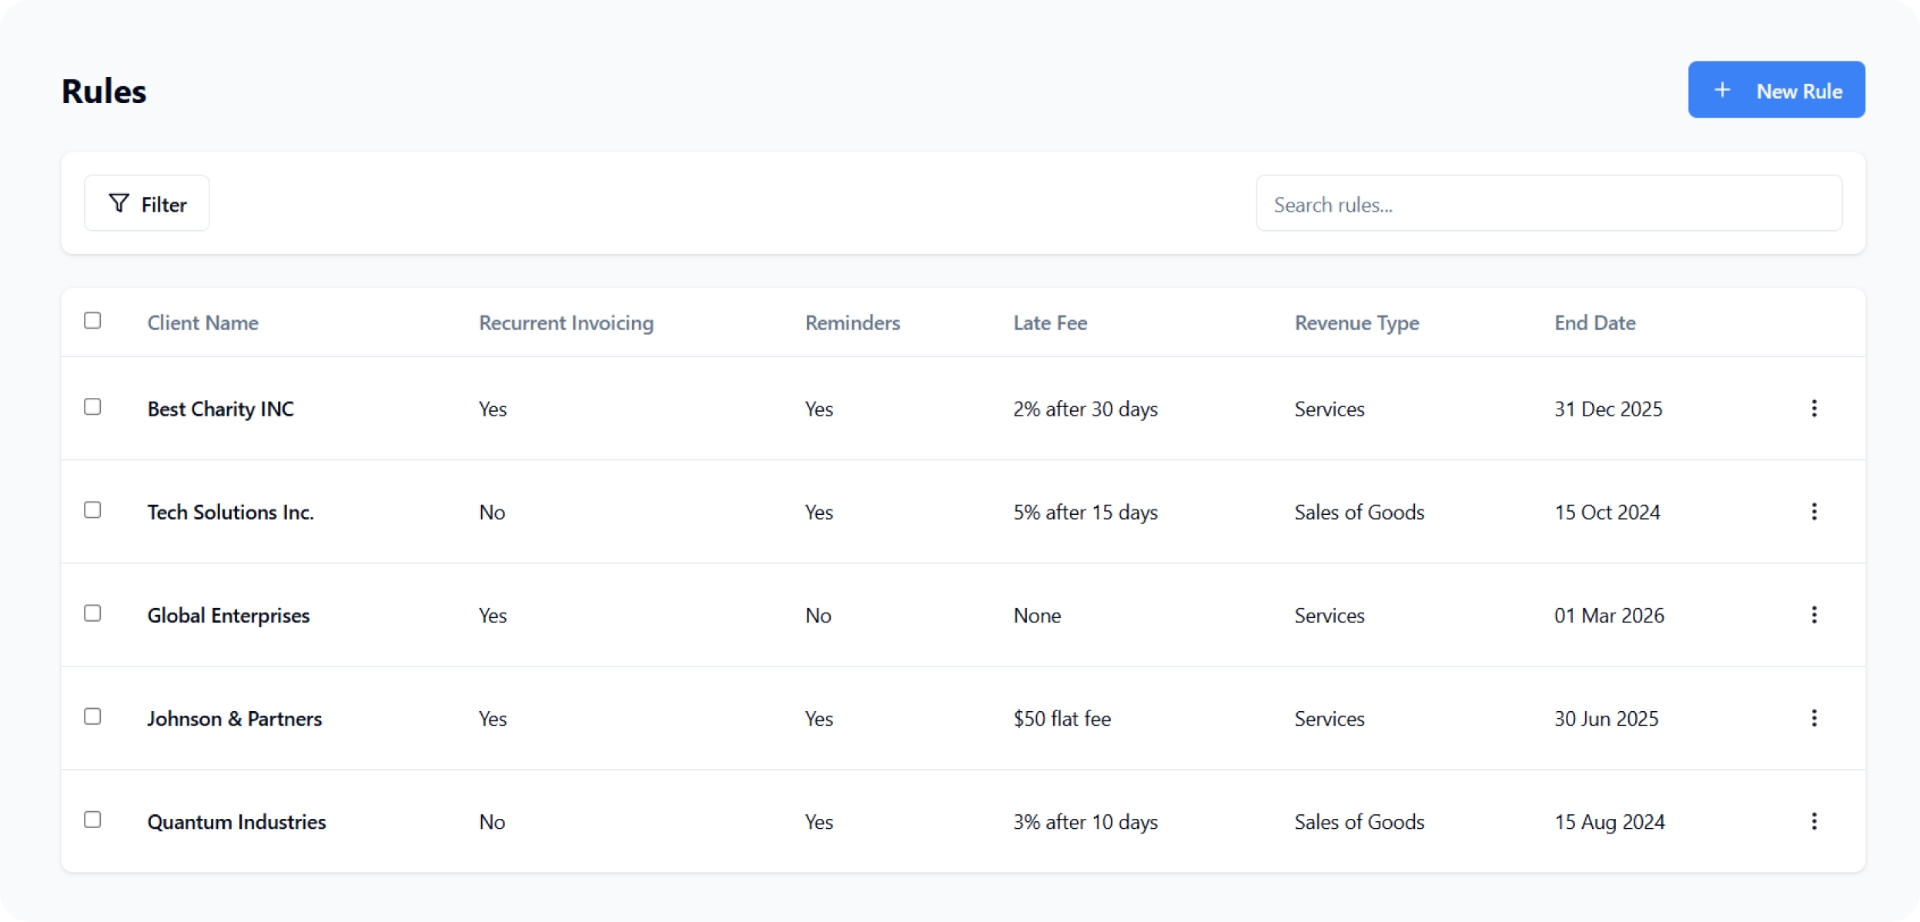 Rules
New Rule
Filter
Search rules...
Client Name Recurrent Invoicing Reminders Late Fee Revenue Type End Date
Best Charity INC Yes Yes 2% after 30 days Services 31 Dec 2025
Tech Solutions Inc. No Yes 5% after 15 days Sales of Goods 15 Oct 2024
Global Enterprises Yes No None Services 01 Mar 2026
Johnson & Partners Yes Yes $50 flat fee Services 30 Jun 2025
Quantum Industries No Yes 3% after 10 days Sales of Goods 15 Aug 2024